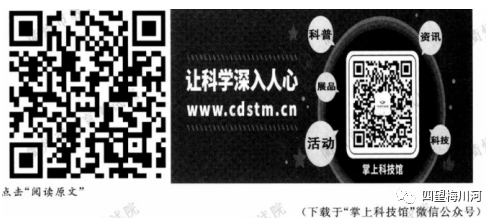 科普
资讯
让科学深入人心
展品
www.cdstm.cn
活动
科技
掌上科技馆
点击“阅读原文”
四望梅川河
（下载于“掌上科技馆”微信公众号）